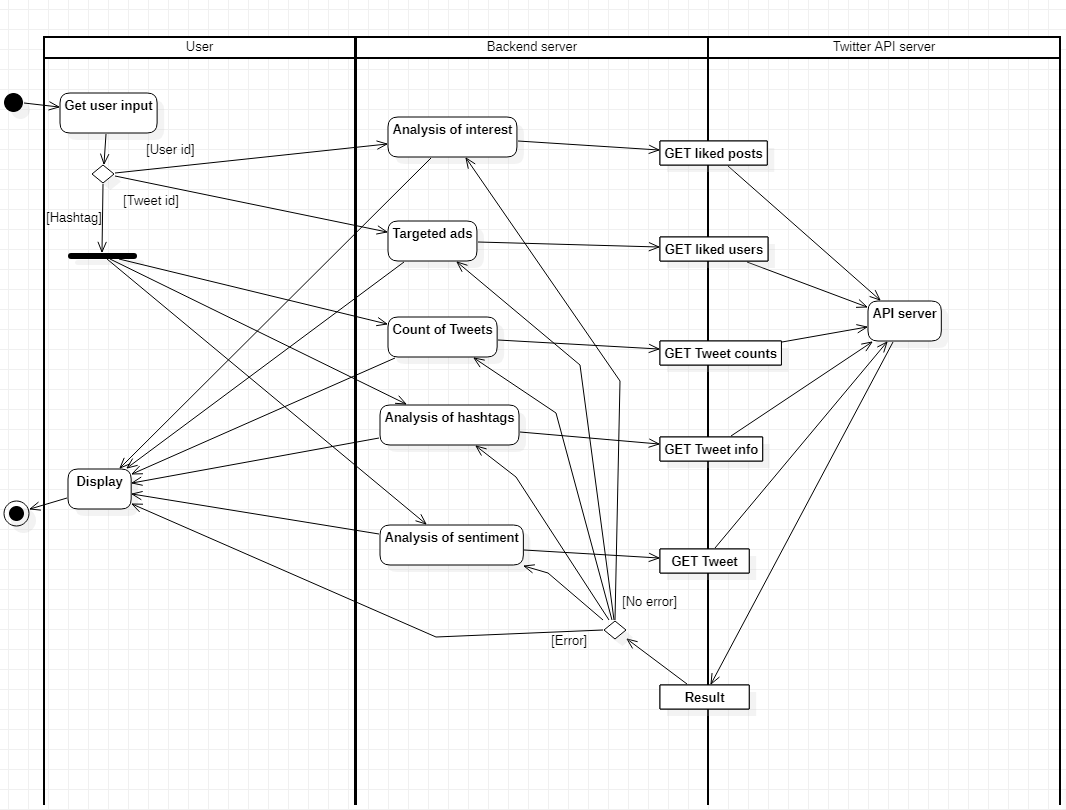 User
Backend server
Twitter API server
Get user input
Analysis of interest
[User id]
GET liked posts
[Tweet id]
[Hashtag]
Targeted ads
GET liked users
API server
Count of Tweets
GET Tweet counts
Analysis of hashtags
GET Tweet info
Display
Analysis of sentiment
GET Tweet
[No error]
[Error]
Result